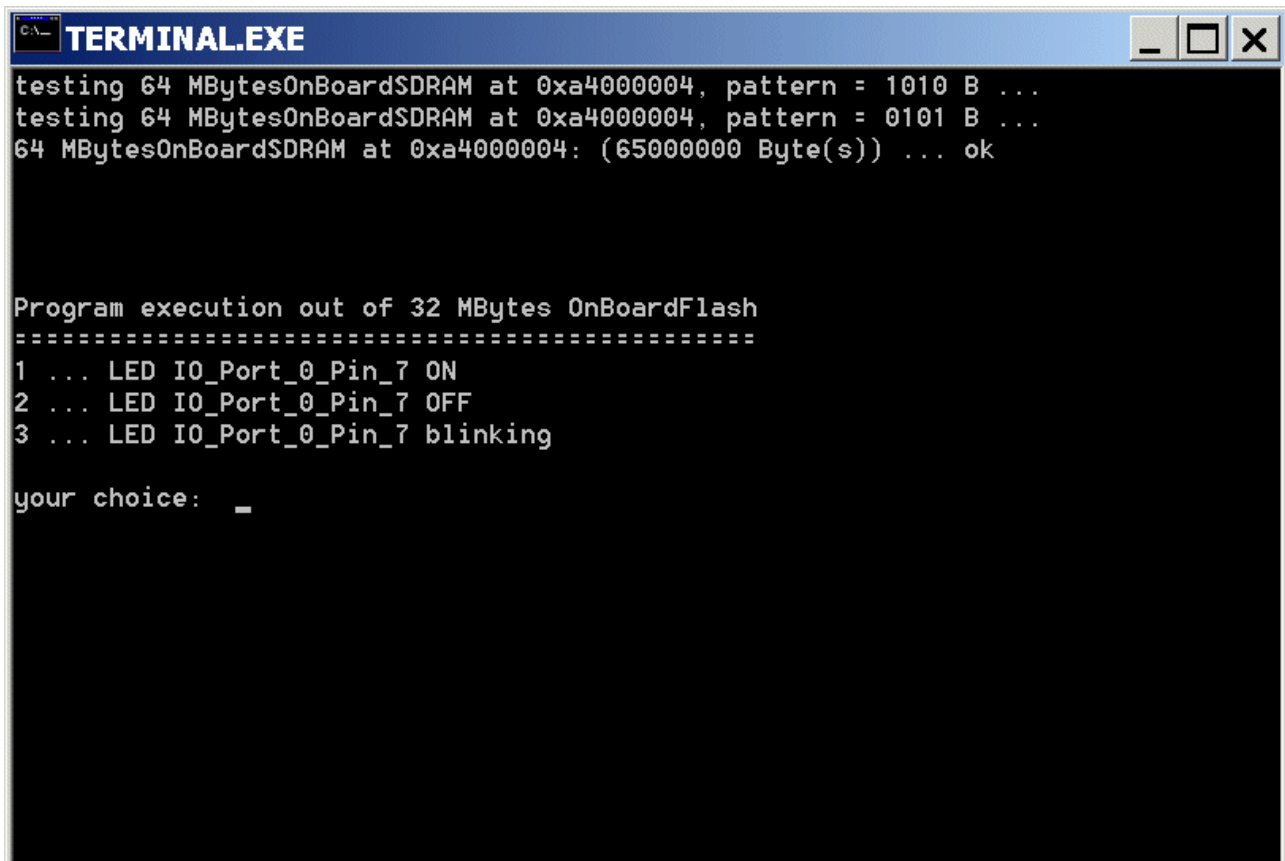 TERMINAL.EXE
testing 64 MBytesOnBoardSDRAM at 0xa4000004, pattern = 1010 B ...
testing 64 MBytesOnBoardSDRAM at 0xa4000004, pattern = 0101 B ...
64 MBytesOnBoardSDRAM at 0xa4000004: (65000000 Byte(s)) ... ok
Program execution out of 32 MBytes OnBoardFlash
===============================================
1 ... LED IO_Port_0_Pin_7 ON
2 ... LED IO_Port_0_Pin_7 OFF
3 ... LED IO_Port_0_Pin_7 blinking
your choice:  _